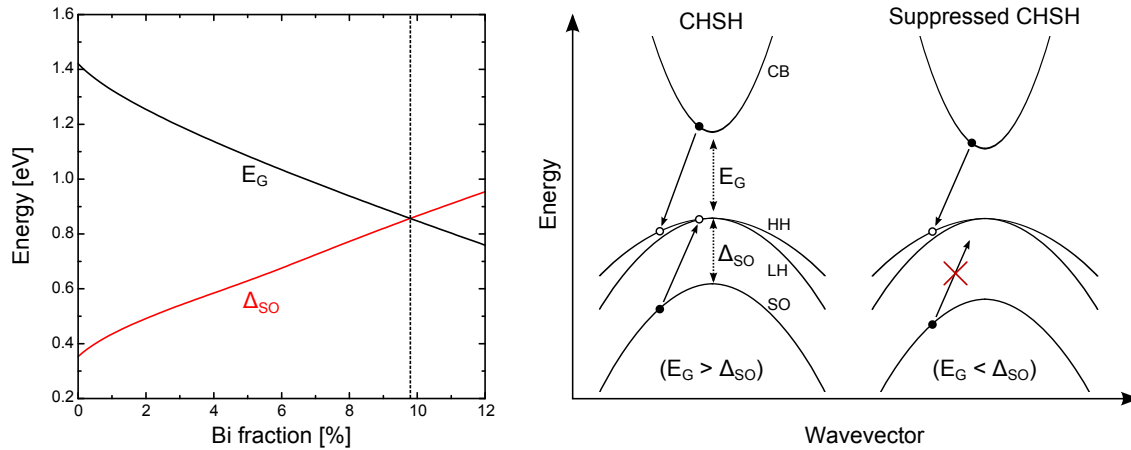 1.6
1.4
1.2
1.0
0.8
0.6
0.4
0.2
0
2
4
6
8
10
12
Energy [eV]
Bi fraction [%]
E_G
Δ_SO
CHSH
Suppressed CHSH
CB
E_G
HH
Δ_SO
LH
SO
(E_G > Δ_SO)
(E_G < Δ_SO)
Energy
Wavevector